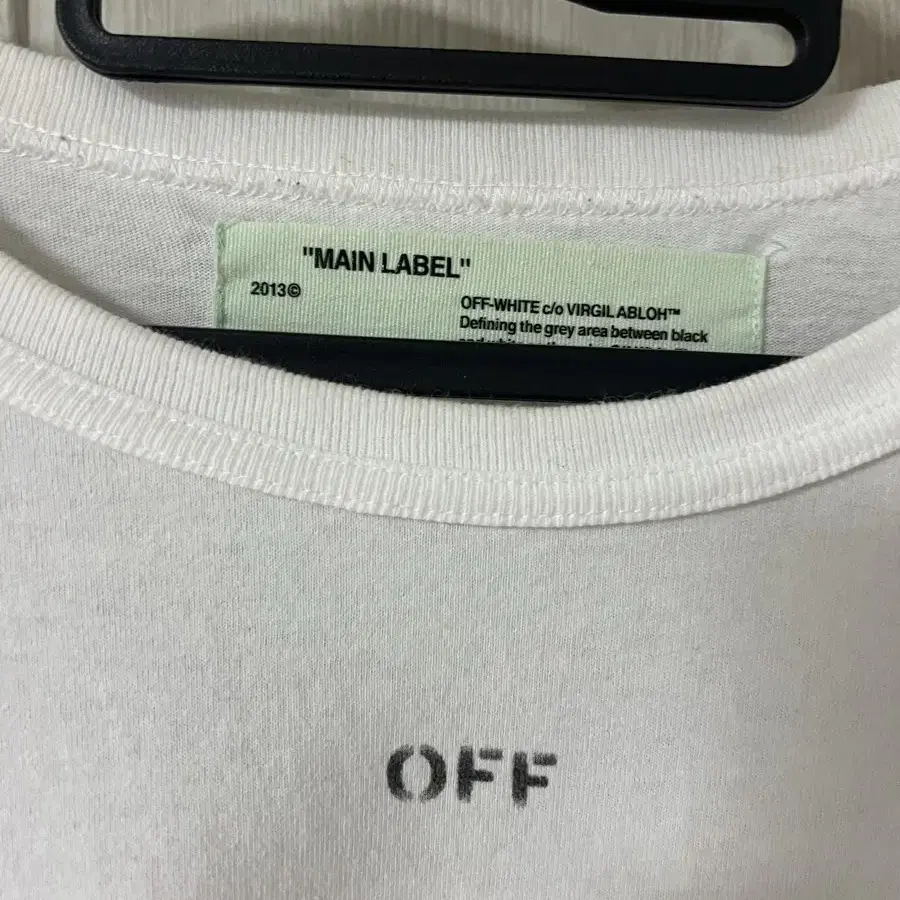 "MAIN LABEL"
2013©
OFF-WHITE c/o VIRGIL ABLOH™
Defining the grey area between black
OFF